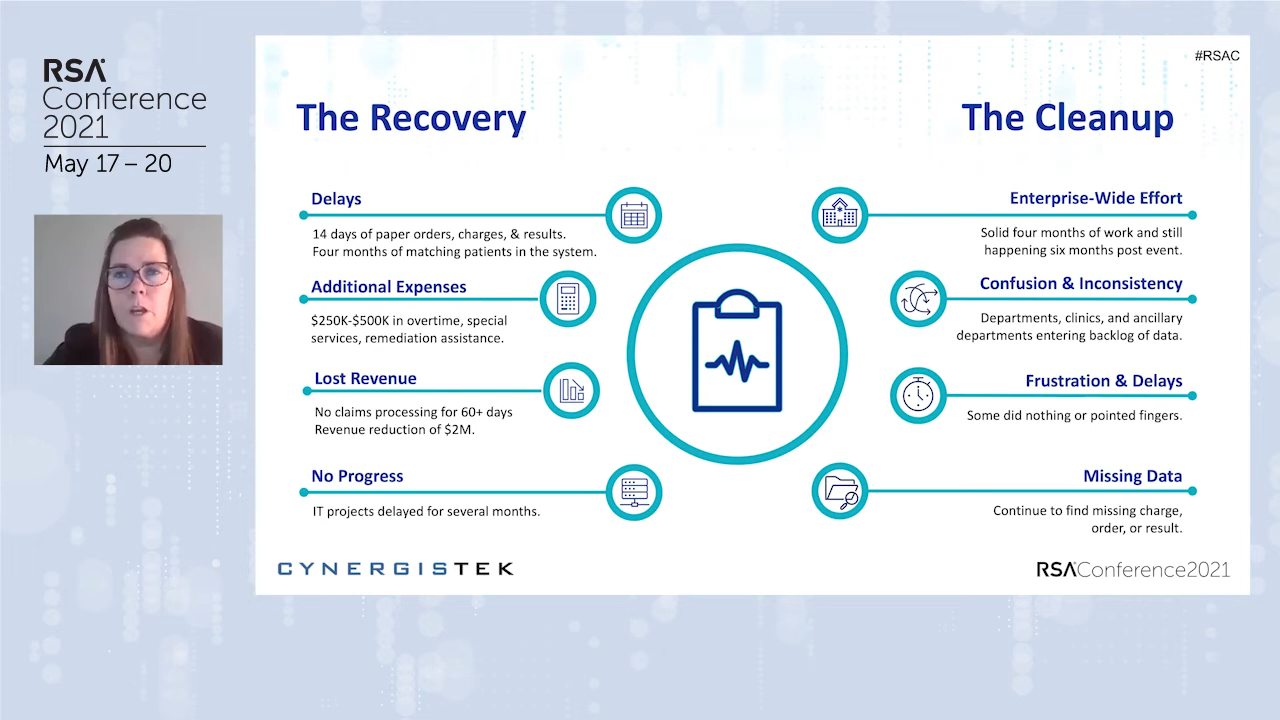 RSA
Conference
2021
May 17 – 20
#RSAC
The Recovery
The Cleanup
Delays
14 days of paper orders, charges, & results.
Four months of matching patients in the system.
Additional Expenses
$250K-$500K in overtime, special
services, remediation assistance.
Lost Revenue
No claims processing for 60+ days
Revenue reduction of $2M.
No Progress
IT projects delayed for several months.
Enterprise-Wide Effort
Solid four months of work and still
happening six months post event.
Confusion & Inconsistency
Departments, clinics, and ancillary
departments entering backlog of data.
Frustration & Delays
Some did nothing or pointed fingers.
Missing Data
Continue to find missing charge,
order, or result.
CYNERGISTEK
RSAConference2021